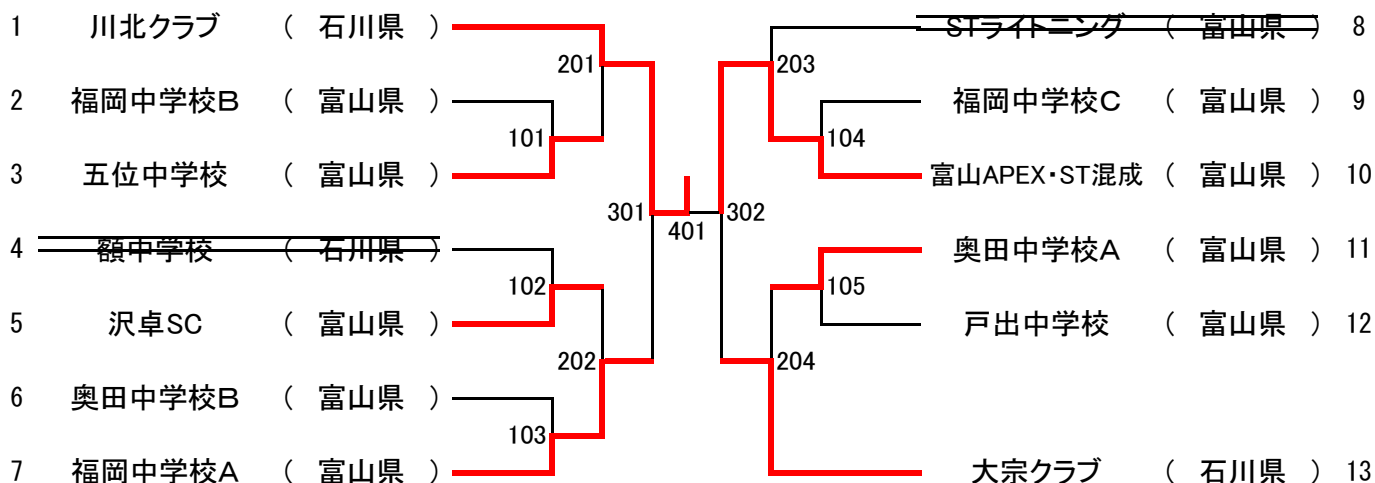 1 川北クラブ ( 石川県 )
2 福岡中学校B ( 富山県 )
3 五位中学校 ( 富山県 )
4 額中学校 ( 石川県 )
5 沢卓SC ( 富山県 )
6 奥田中学校B ( 富山県 )
7 福岡中学校A ( 富山県 )
201
101
301
102
202
103
401
203
104
302
105
204
STライトニング ( 富山県 ) 8
福岡中学校C ( 富山県 ) 9
富山APEX・ST混成 ( 富山県 ) 10
奥田中学校A ( 富山県 ) 11
戸出中学校 ( 富山県 ) 12
大宗クラブ ( 石川県 ) 13